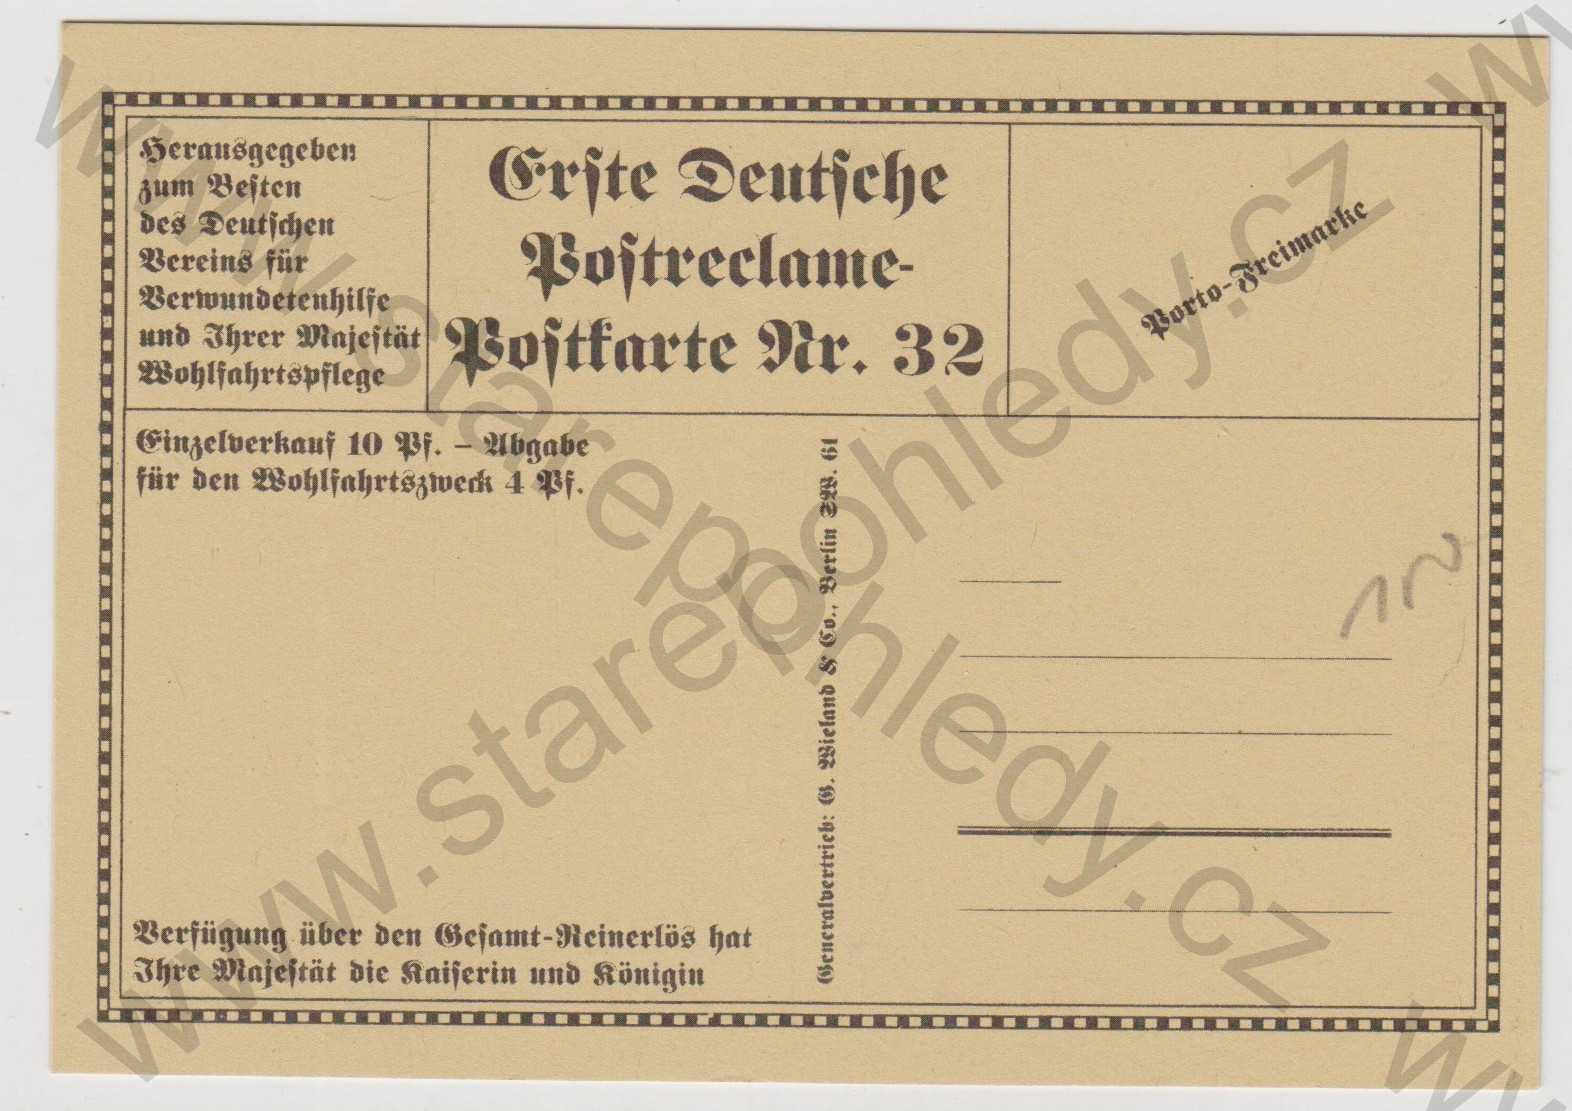 Herausgegeben
zum Besten
des Deutschen
Vereins für
Verwundetenhilfe
und Ihrer Majestät
Wohlfahrtspflege
Erste Deutsche
Postreclame-
Postkarte Nr. 32
Porto-Freimarke
Einzelverkauf 10 Pf. – Abgabe
für den Wohlfahrtszweck 4 Pf.
Generalvertrieb: G. Wieland & Co., Berlin SW. 61
Verfügung über den Gesamt-Reinerlös hat
Ihre Majestät die Kaiserin und Königin
www.starepohledy.cz
www.starepohledy.cz